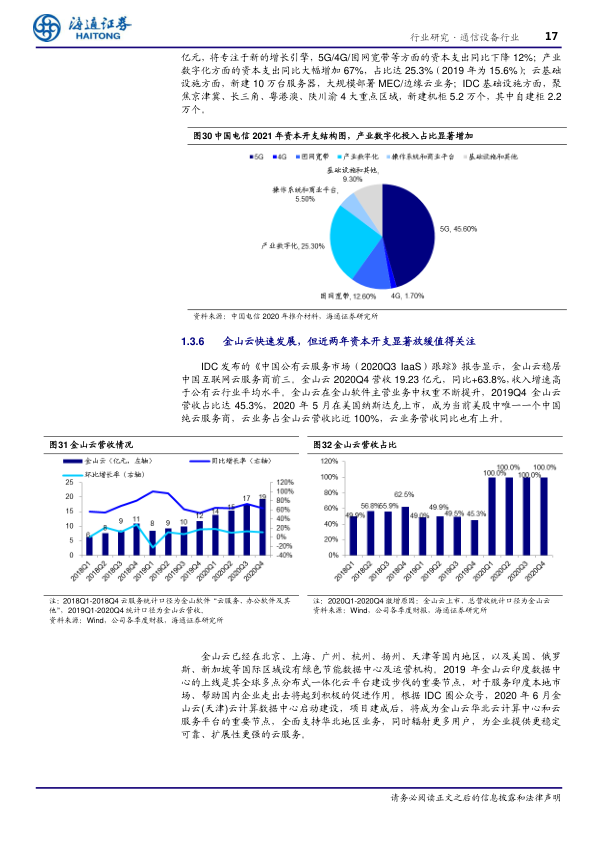 海通证券
HAITONG
行业研究·通信设备行业
17
亿元，将专注于新的增长引擎，5G/4G/固网宽带等方面的资本支出同比下降 12%；产业
数字化方面的资本支出同比大幅增加 67%，占比达 25.3%（2019 年为 15.6%）；云基础
设施方面，新建 10 万台服务器，大规模部署 MEC/边缘云业务；IDC 基础设施方面，聚
焦京津冀、长三角、粤港澳、陕川渝 4 大重点区域，新建机柜 5.2 万个，其中自建柜 2.2
万个。
图30 中国电信 2021 年资本开支结构图，产业数字化投入占比显著增加
5G 4G 固网宽带 产业数字化 操作系统和商业平台 基础设施和其他
基础设施和其他,
9.30%
操作系统和商业平台,
5.50%
5G, 45.60%
产业数字化, 25.30%
固网宽带, 12.60%
4G, 1.70%
资料来源：中国电信 2020 年推介材料，海通证券研究所
1.3.6 金山云快速发展，但近两年资本开支显著放缓值得关注
IDC 发布的《中国公有云服务市场（2020Q3 IaaS）跟踪》报告显示，金山云稳居
中国互联网云服务商前三。金山云 2020Q4 营收 19.23 亿元，同比+63.8%，收入增速高
于公有云行业平均水平。金山云在金山软件主营业务中权重不断提升，2019Q4 金山云
营收占比达 45.3%，2020 年 5 月在美国纳斯达克上市，成为当前美股中唯一一个中国
纯云服务商，云业务占金山云营收比近 100%，云业务营收同比也有上升。
图31 金山云营收情况
金山云（亿元，左轴） 同比增长率（右轴）
环比增长率（右轴）
25
20
15
10
5
0
120%
100%
80%
60%
40%
20%
0%
-20%
-40%
6 8 9 11 8 9 10 12 14 15 17 19
2018Q1 2018Q2 2018Q3 2018Q4 2019Q1 2019Q2 2019Q3 2019Q4 2020Q1 2020Q2 2020Q3 2020Q4
注：2018Q1-2018Q4 云服务统计口径为金山软件“云服务、办公软件及其
他”，2019Q1-2020Q4 统计口径为金山云营收。
资料来源：Wind，公司各季度财报，海通证券研究所
图32 金山云营收占比
120%
100%
80%
60%
40%
20%
0%
49.9% 56.8% 55.9% 62.5% 49.0% 49.9% 49.5% 45.3% 100.0% 100.0% 100.0% 100.0%
2018Q1 2018Q2 2018Q3 2018Q4 2019Q1 2019Q2 2019Q3 2019Q4 2020Q1 2020Q2 2020Q3 2020Q4
注：2020Q1-2020Q4 激增原因：金山云上市，总营收统计口径为金山云
资料来源：Wind，公司各季度财报，海通证券研究所
金山云已经在北京、上海、广州、杭州、扬州、天津等国内地区，以及美国、俄罗
斯、新加坡等国际区域设有绿色节能数据中心及运营机构。2019 年金山云印度数据中
心的上线是其全球多点分布式一体化云平台建设步伐的重要节点，对于服务印度本地市
场，帮助国内企业走出去将起到积极的促进作用。根据 IDC 圈公众号，2020 年 6 月金
山云(天津)云计算数据中心启动建设，项目建成后，将成为金山云华北云计算中心和云
服务平台的重要节点，全面支持华北地区业务，同时辐射更多用户，为企业提供更稳定
可靠、扩展性更强的云服务。
请务必阅读正文之后的信息披露和法律声明